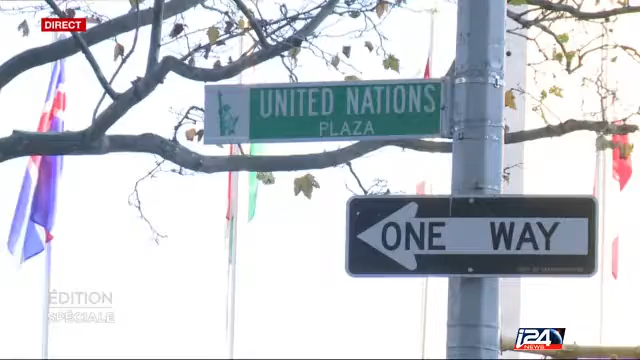 DIRECT
UNITED NATIONS
PLAZA
ONE WAY
ÉDITION
SPÉCIALE
i24
NEWS